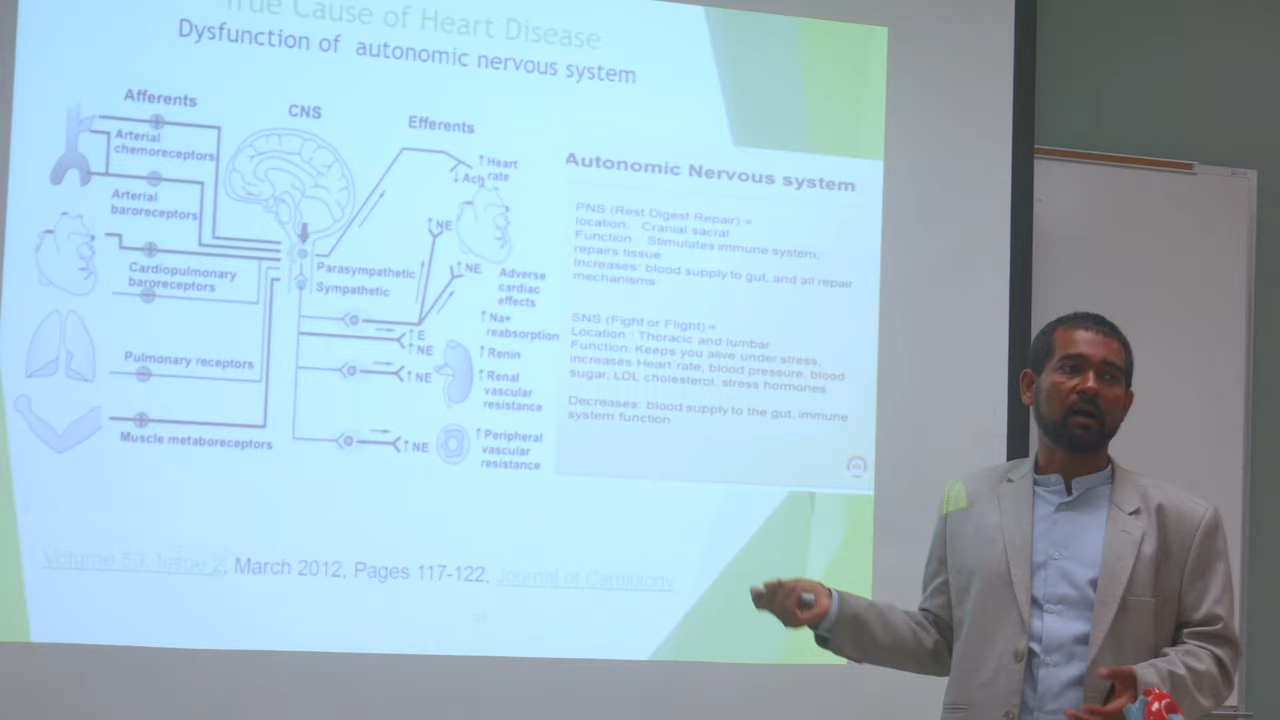 True Cause of Heart Disease
Dysfunction of autonomic nervous system
Afferents
CNS
Efferents
Arterial
chemoreceptors
Arterial
baroreceptors
Cardiopulmonary
baroreceptors
Pulmonary receptors
Muscle metaboreceptors
Parasympathetic
Sympathetic
↑ Heart
rate
↓ Ach
↑ NE
↑ NE
Adverse
cardiac
effects
↑ E
↑ NE
↑ Na+
reabsorption
↑ NE
↑ Renin
↑ Renal
vascular
resistance
↑ NE
↑ Peripheral
vascular
resistance
Autonomic Nervous system
PNS (Rest Digest Repair) =
location: Cranial sacral
Function : Stimulates immune system,
repairs tissue
Increases: blood supply to gut, and all repair
mechanisms
SNS (Fight or Flight) =
Location : Thoracic and lumbar
Function: Keeps you alive under stress,
increases Heart rate, blood pressure, blood
sugar, LDL cholesterol, stress hormones
Decreases: blood supply to the gut, immune
system function
Volume 59, Issue 2, March 2012, Pages 117-122, Journal of Cardiology